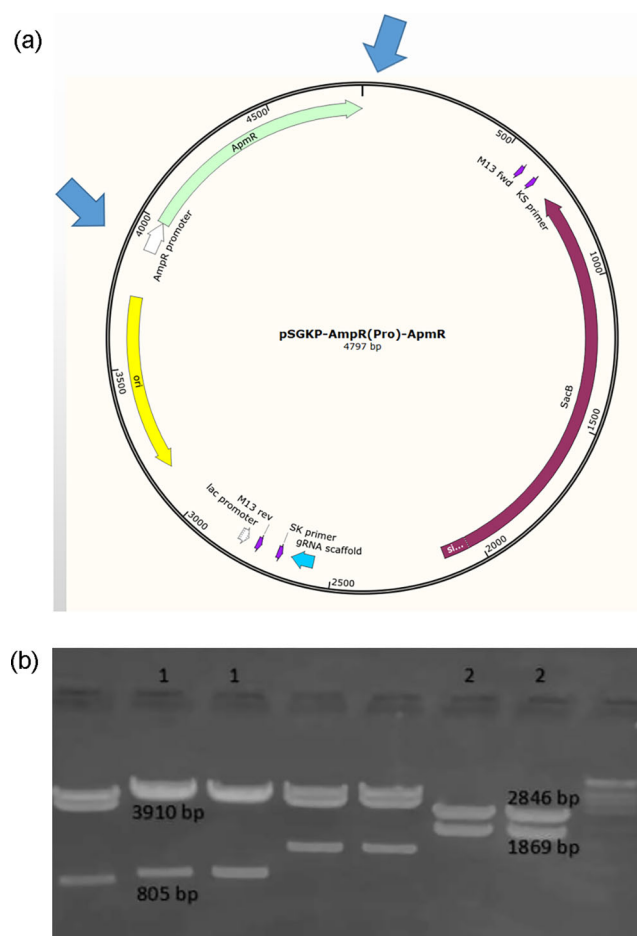 (a)
500
1000
1500
2000
2500
3000
3500
4000
4500
ApmR
AmpR promoter
ori
M13 fwd
KS primer
SacB
si...
pSGKP-AmpR(Pro)-ApmR
4797 bp
lac promoter
M13 rev
SK primer
gRNA scaffold
(b)
1 1 2 2
3910 bp 2846 bp
1869 bp
805 bp